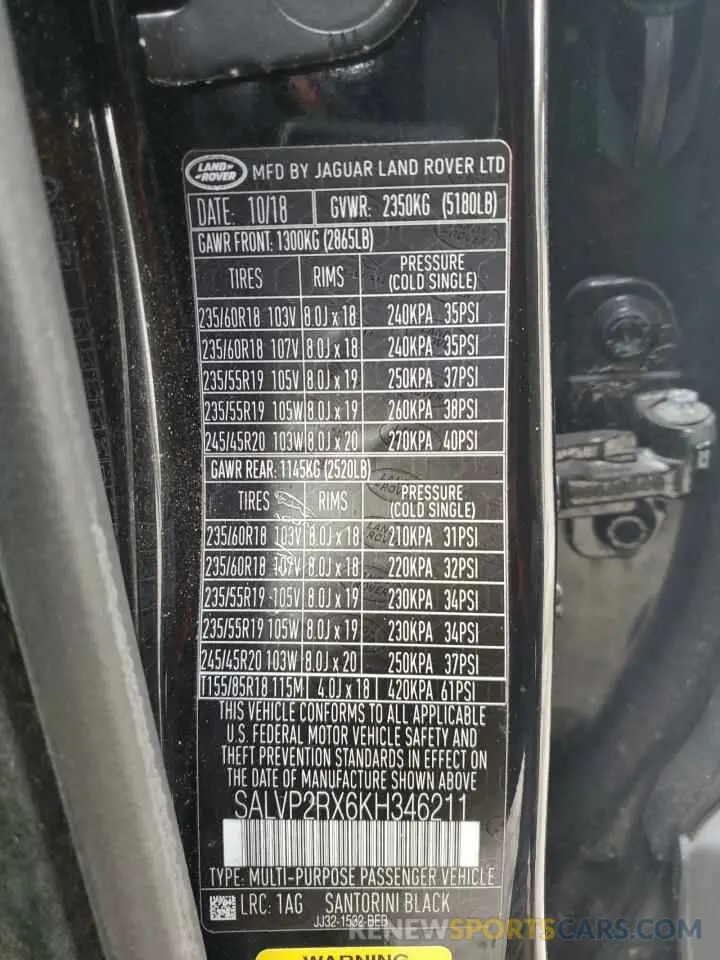 LAND-ROVER MFD BY JAGUAR LAND ROVER LTD
DATE: 10/18 GVWR: 2350KG (5180LB)
GAWR FRONT: 1300KG (2865LB)
TIRES RIMS PRESSURE (COLD SINGLE)
235/60R18 103V 8.0J x 18 240KPA 35PSI
235/60R18 107V 8.0J x 18 240KPA 35PSI
235/55R19 105V 8.0J x 19 250KPA 37PSI
235/55R19 105W 8.0J x 19 260KPA 38PSI
245/45R20 103W 8.0J x 20 270KPA 40PSI
GAWR REAR: 1145KG (2520LB)
TIRES RIMS PRESSURE (COLD SINGLE)
235/60R18 103V 8.0J x 18 210KPA 31PSI
235/60R18 107V 8.0J x 18 220KPA 32PSI
235/55R19 105V 8.0J x 19 230KPA 34PSI
235/55R19 105W 8.0J x 19 230KPA 34PSI
245/45R20 103W 8.0J x 20 250KPA 37PSI
T155/85R18 115M 4.0J x 18 420KPA 61PSI
THIS VEHICLE CONFORMS TO ALL APPLICABLE
U.S. FEDERAL MOTOR VEHICLE SAFETY AND
THEFT PREVENTION STANDARDS IN EFFECT ON
THE DATE OF MANUFACTURE SHOWN ABOVE
SALVP2RX6KH346211
TYPE: MULTI-PURPOSE PASSENGER VEHICLE
LRC: 1AG SANTORINI BLACK
JJ32-1532-BEB
RENEWSPORTCARS.COM
WARNING